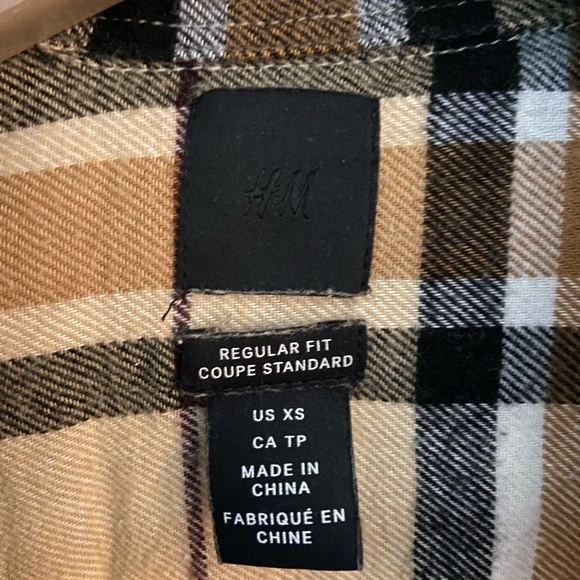 H&M
REGULAR FIT
COUPE STANDARD
US XS
CA TP
MADE IN
CHINA
FABRIQUÉ EN
CHINE